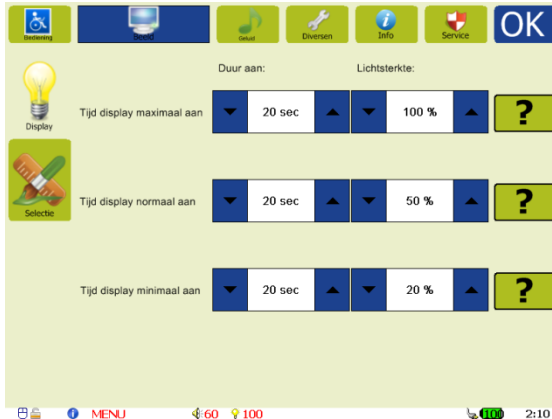 Bediening Beeld Geluid Diversen Info Service OK
Duur aan: Lichtsterkte:
Display
Tijd display maximaal aan 20 sec 100 % ?
Selectie
Tijd display normaal aan 20 sec 50 % ?
Tijd display minimaal aan 20 sec 20 % ?
MENU 60 100 100 2:10